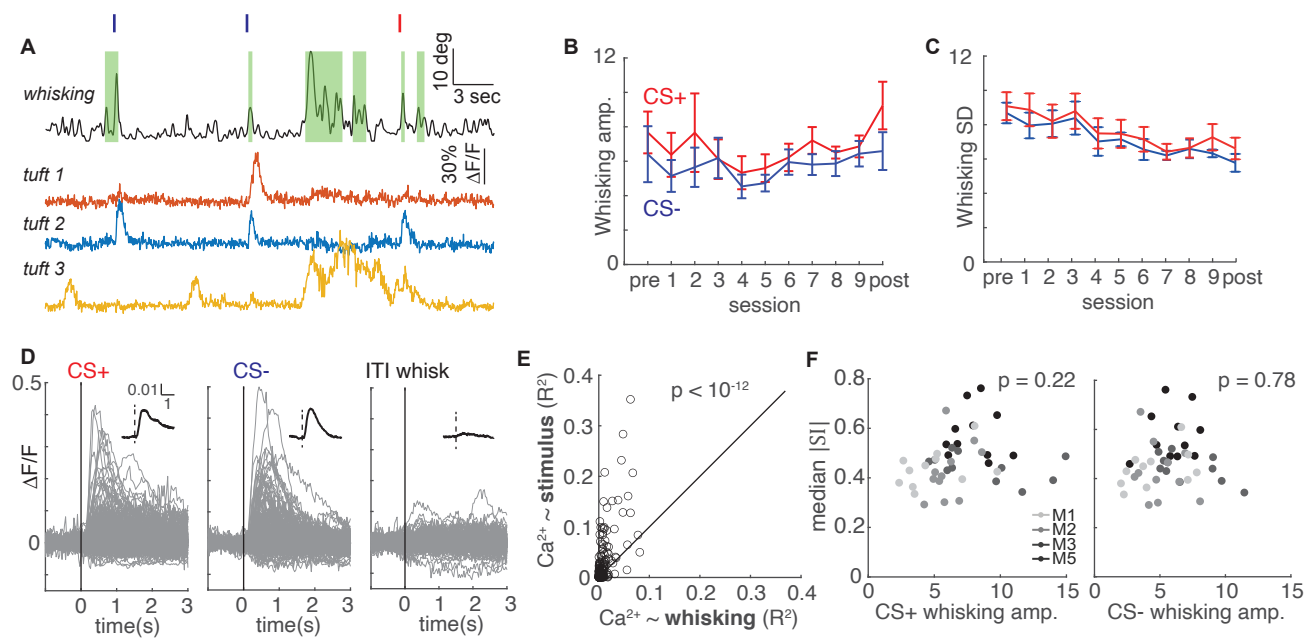 A
whisking
10 deg
3 sec
30%
ΔF/F
tuft 1
tuft 2
tuft 3
B
Whisking amp.
12
0
CS+
CS-
pre 1 2 3 4 5 6 7 8 9 post
session
C
Whisking SD
12
0
pre 1 2 3 4 5 6 7 8 9 post
session
D
CS+
CS-
ITI whisk
0.01
1
ΔF/F
0.5
0
0 1 2 3
time(s)
0 1 2 3
time(s)
0 1 2 3
time(s)
E
Ca²⁺ ~ stimulus (R²)
0.4
0.3
0.2
0.1
0
p < 10⁻¹²
0 0.1 0.2 0.3 0.4
Ca²⁺ ~ whisking (R²)
F
median |SI|
0.8
0.6
0.4
0.2
0
p = 0.22
M1
M2
M3
M5
0 5 10 15
CS+ whisking amp.
p = 0.78
0 5 10 15
CS- whisking amp.